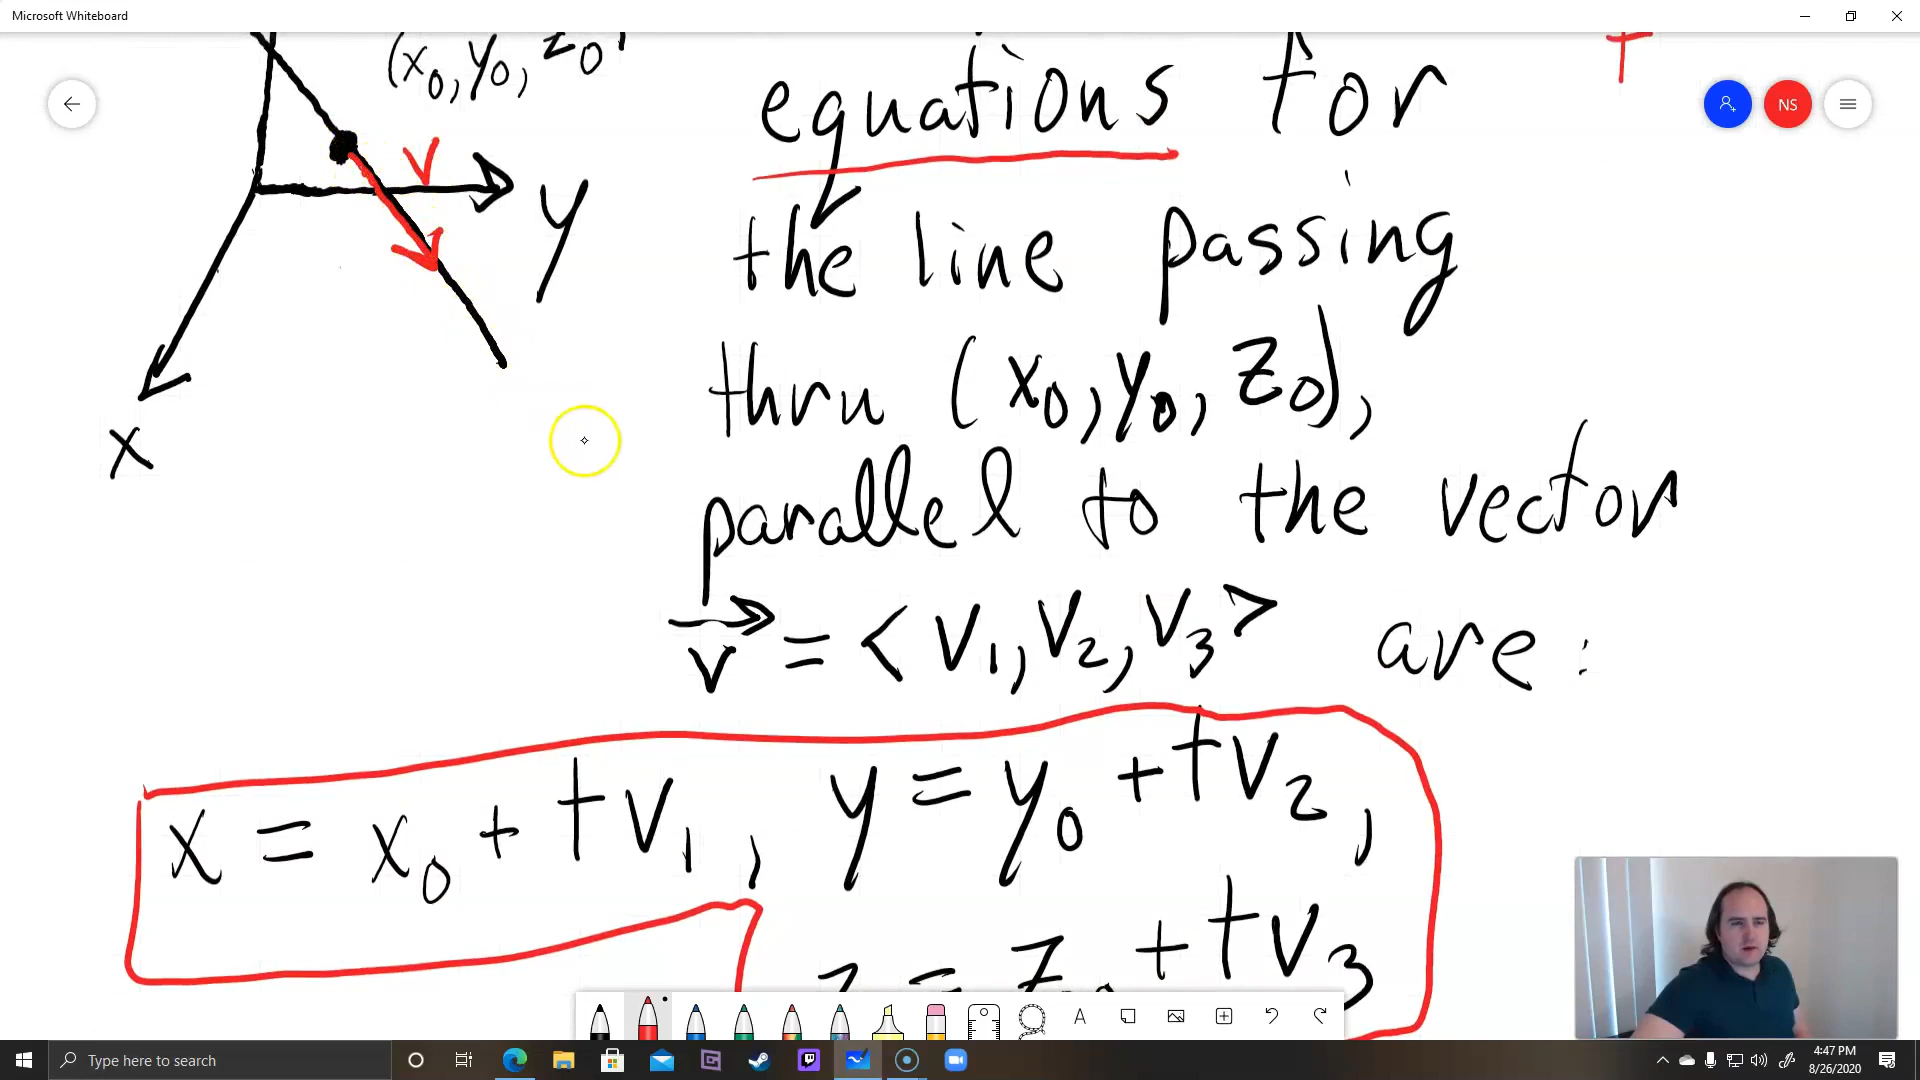 Microsoft Whiteboard
(x₀, y₀, z₀)
equations for
V
NS
y
the line passing
thru (x₀, y₀, z₀),
x
parallel to the vector
v = < v₁, v₂, v₃ > are:
x = x₀ + tv₁, y = y₀ + tv₂,
z = z₀ + tv₃
A
Type here to search
4:47 PM
8/26/2020